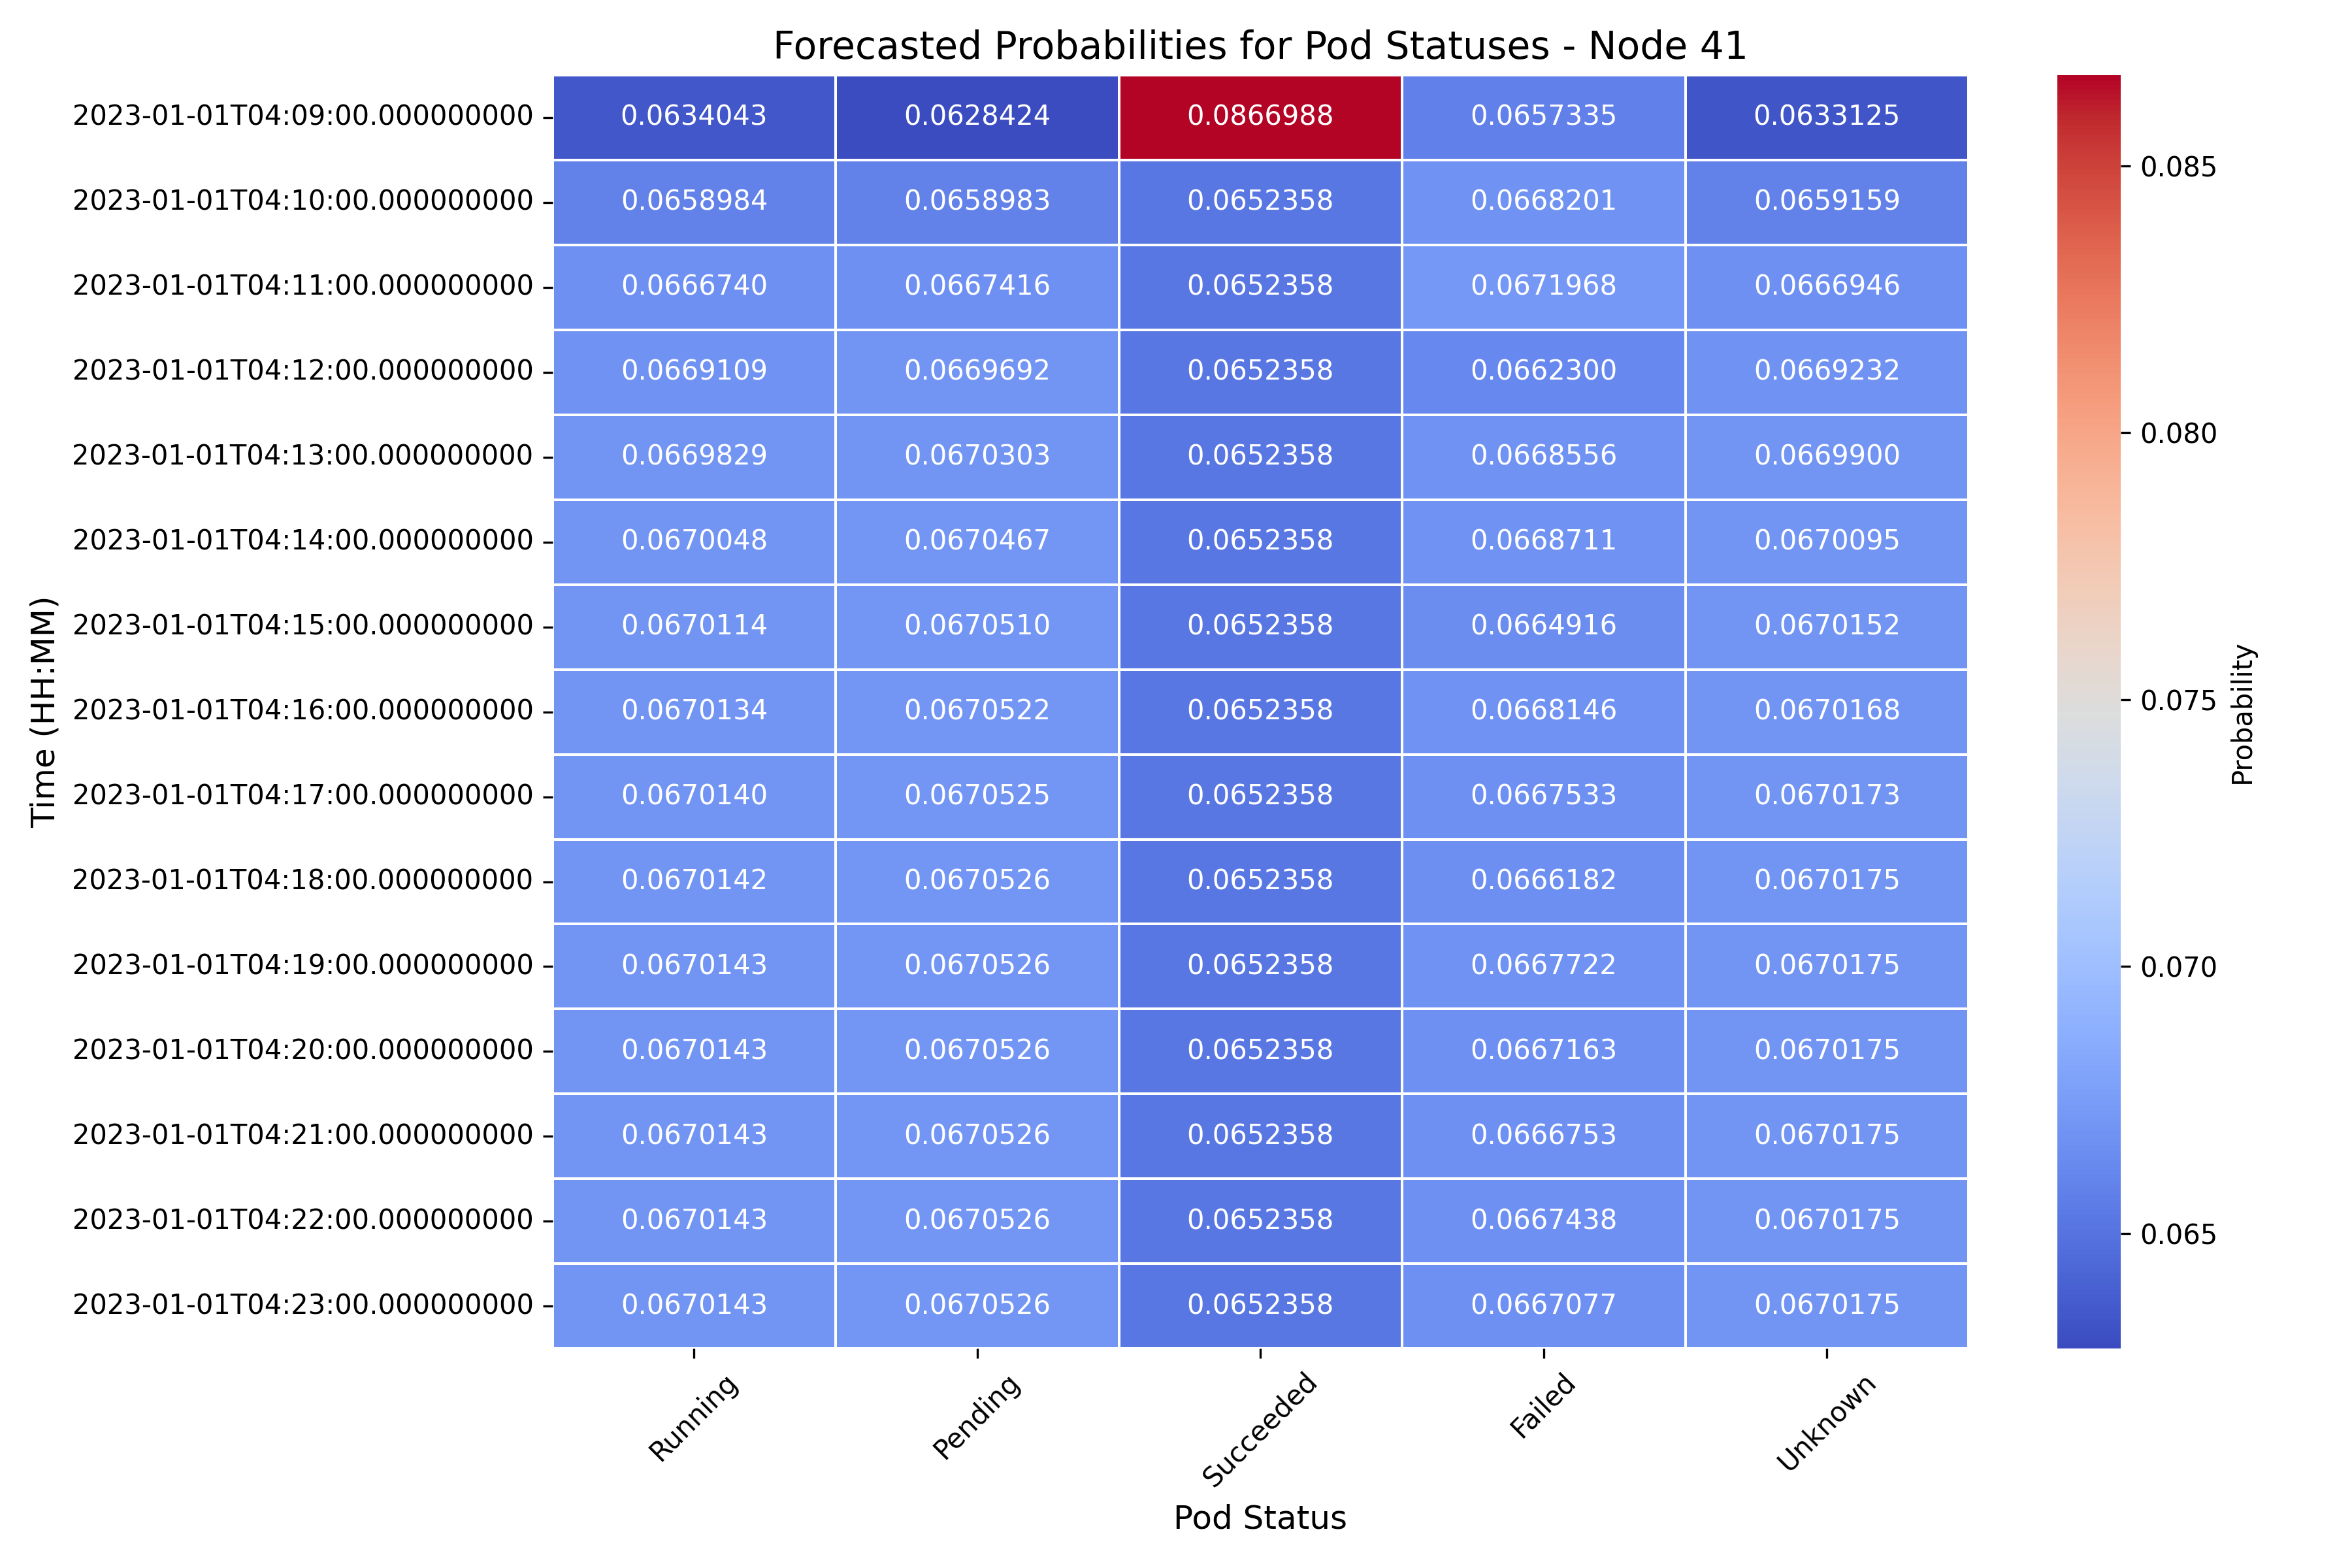 Forecasted Probabilities for Pod Statuses - Node 41
2023-01-01T04:09:00.000000000 0.0634043 0.0628424 0.0866988 0.0657335 0.0633125
2023-01-01T04:10:00.000000000 0.0658984 0.0658983 0.0652358 0.0668201 0.0659159
2023-01-01T04:11:00.000000000 0.0666740 0.0667416 0.0652358 0.0671968 0.0666946
2023-01-01T04:12:00.000000000 0.0669109 0.0669692 0.0652358 0.0662300 0.0669232
2023-01-01T04:13:00.000000000 0.0669829 0.0670303 0.0652358 0.0668556 0.0669900
2023-01-01T04:14:00.000000000 0.0670048 0.0670467 0.0652358 0.0668711 0.0670095
2023-01-01T04:15:00.000000000 0.0670114 0.0670510 0.0652358 0.0664916 0.0670152
2023-01-01T04:16:00.000000000 0.0670134 0.0670522 0.0652358 0.0668146 0.0670168
2023-01-01T04:17:00.000000000 0.0670140 0.0670525 0.0652358 0.0667533 0.0670173
2023-01-01T04:18:00.000000000 0.0670142 0.0670526 0.0652358 0.0666182 0.0670175
2023-01-01T04:19:00.000000000 0.0670143 0.0670526 0.0652358 0.0667722 0.0670175
2023-01-01T04:20:00.000000000 0.0670143 0.0670526 0.0652358 0.0667163 0.0670175
2023-01-01T04:21:00.000000000 0.0670143 0.0670526 0.0652358 0.0666753 0.0670175
2023-01-01T04:22:00.000000000 0.0670143 0.0670526 0.0652358 0.0667438 0.0670175
2023-01-01T04:23:00.000000000 0.0670143 0.0670526 0.0652358 0.0667077 0.0670175
Time (HH:MM)
Running Pending Succeeded Failed Unknown
Pod Status
0.085
0.080
0.075
0.070
0.065
Probability